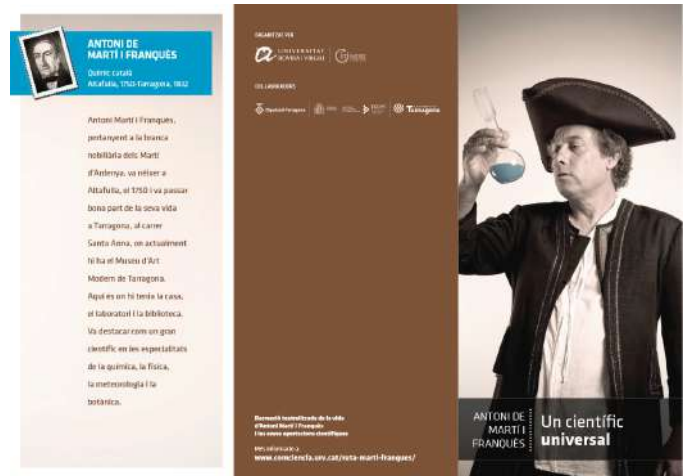 ANTONI DE
MARTÍ I FRANQUÈS
Químic català
Altafulla, 1750-Tarragona, 1832
Antoni Martí i Franquès,
pertanyent a la branca
nobiliària dels Martí
d'Ardenya, va néixer a
Altafulla, el 1750 i va passar
bona part de la seva vida
a Tarragona, al carrer
Santa Anna, on actualment
hi ha el Museu d'Art
Modern de Tarragona.
Aquí és on hi tenia la casa,
el laboratori i la biblioteca.
Va destacar com un gran
científic en les especialitats
de la química, la física,
la meteorologia i la
botànica.
ORGANITZAT PER
UNIVERSITAT
ROVIRA I VIRGILI
COL·LABORADORS
Diputació Tarragona
Tarragona
Recreació teatralitzada de la vida
d'Antoni Martí i Franquès
i les seves aportacions científiques
Més informació a
www.comciencia.urv.cat/ruta-marti-franques/
ANTONI DE
MARTÍ I
FRANQUÈS
Un científic
universal